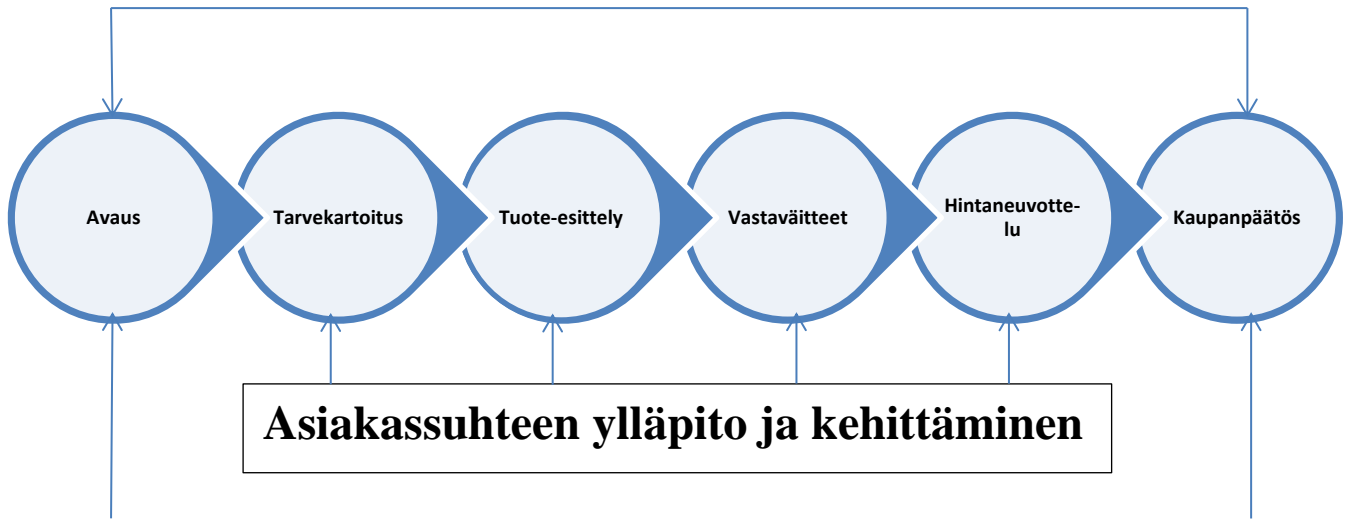 Avaus
Tarvekartoitus
Tuote-esittely
Vastaväitteet
Hintaneuvotte-
lu
Kaupanpäätös
Asiakassuhteen ylläpito ja kehittäminen